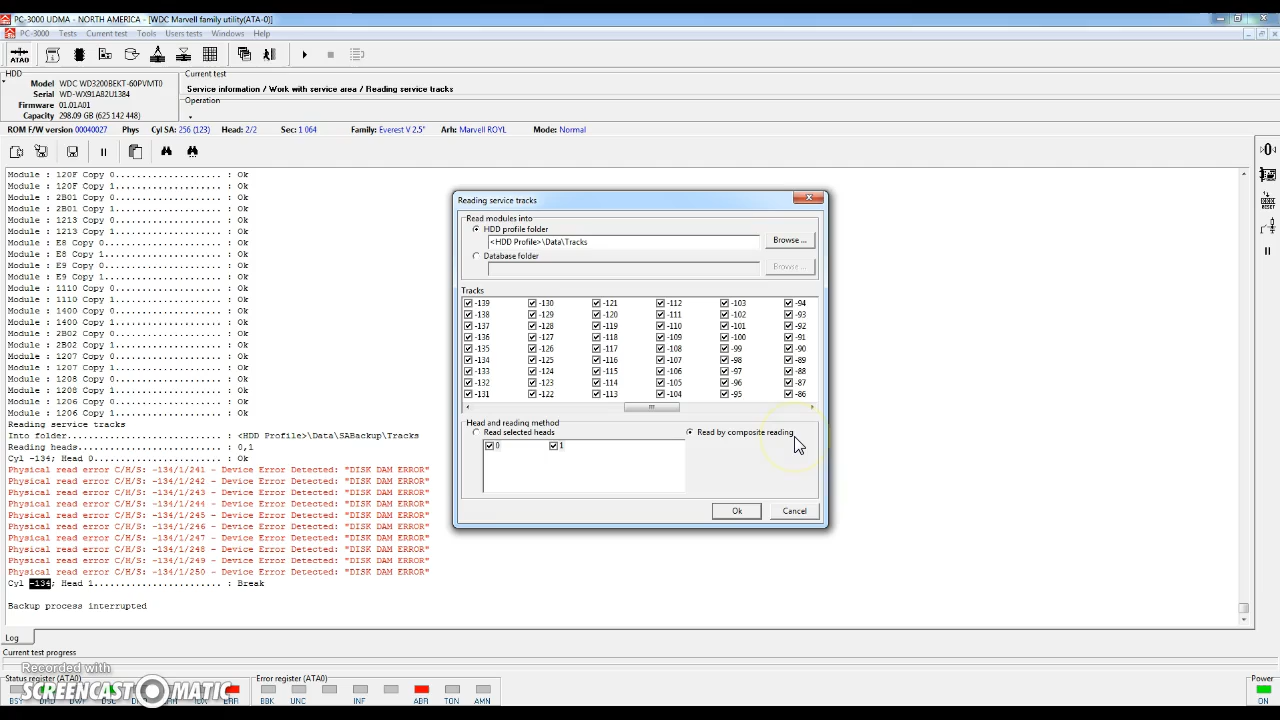 PC-3000 UDMA - NORTH AMERICA - [WDC Marvell family utility(ATA-0)]
PC-3000 Tests Current test Tools Users tests Windows Help
ATA0
HDD
Model WDC WD3200BEKT-60PVMT0
Serial WD-WX91A82U1384
Firmware 01.01A01
Capacity 298.09 GB (625 142 448)
Current test
Service information / Work with service area / Reading service tracks
Operation
ROM F/W version 00040027 Phys Cyl SA: 256 (123) Head: 2/2 Sec: 1 064 Family: Everest V 2.5" Arh: Marvell ROYL Mode: Normal
Module : 120F Copy 0................... : Ok
Module : 120F Copy 1................... : Ok
Module : 2B01 Copy 0................... : Ok
Module : 2B01 Copy 1................... : Ok
Module : 1213 Copy 0................... : Ok
Module : 1213 Copy 1................... : Ok
Module : E8 Copy 0..................... : Ok
Module : E8 Copy 1..................... : Ok
Module : E9 Copy 0..................... : Ok
Module : E9 Copy 1..................... : Ok
Module : 1110 Copy 0................... : Ok
Module : 1110 Copy 1................... : Ok
Module : 1400 Copy 0................... : Ok
Module : 1400 Copy 1................... : Ok
Module : 2B02 Copy 0................... : Ok
Module : 2B02 Copy 1................... : Ok
Module : 1207 Copy 0................... : Ok
Module : 1207 Copy 1................... : Ok
Module : 1208 Copy 0................... : Ok
Module : 1208 Copy 1................... : Ok
Module : 1206 Copy 0................... : Ok
Module : 1206 Copy 1................... : Ok
Reading service tracks
Into folder............................ : <HDD Profile>\Data\SABackup\Tracks
Reading heads.......................... : 0,1
Cyl -134; Head 0....................... : Ok
Physical read error C/H/S: -134/1/241 - Device Error Detected: "DISK DAM ERROR"
Physical read error C/H/S: -134/1/242 - Device Error Detected: "DISK DAM ERROR"
Physical read error C/H/S: -134/1/243 - Device Error Detected: "DISK DAM ERROR"
Physical read error C/H/S: -134/1/244 - Device Error Detected: "DISK DAM ERROR"
Physical read error C/H/S: -134/1/245 - Device Error Detected: "DISK DAM ERROR"
Physical read error C/H/S: -134/1/246 - Device Error Detected: "DISK DAM ERROR"
Physical read error C/H/S: -134/1/247 - Device Error Detected: "DISK DAM ERROR"
Physical read error C/H/S: -134/1/248 - Device Error Detected: "DISK DAM ERROR"
Physical read error C/H/S: -134/1/249 - Device Error Detected: "DISK DAM ERROR"
Physical read error C/H/S: -134/1/250 - Device Error Detected: "DISK DAM ERROR"
Cyl -134; Head 1....................... : Break
Backup process interrupted
Reading service tracks
Read modules into
HDD profile folder
<HDD Profile>\Data\Tracks Browse ...
Database folder
Browse ...
Tracks
-139 -130 -121 -112 -103 -94
-138 -129 -120 -111 -102 -93
-137 -128 -119 -110 -101 -92
-136 -127 -118 -109 -100 -91
-135 -126 -117 -108 -99 -90
-134 -125 -116 -107 -98 -89
-133 -124 -115 -106 -97 -88
-132 -123 -114 -105 -96 -87
-131 -122 -113 -104 -95 -86
Head and reading method
Read selected heads Read by composite reading
0 1
Ok Cancel
RESET
Log
Current test progress
Recorded with
SCREENCAST-O-MATIC
Status register (ATA0) Error register (ATA0) Power
BSY ERR BBK UNC INF ABR TON AMN ON